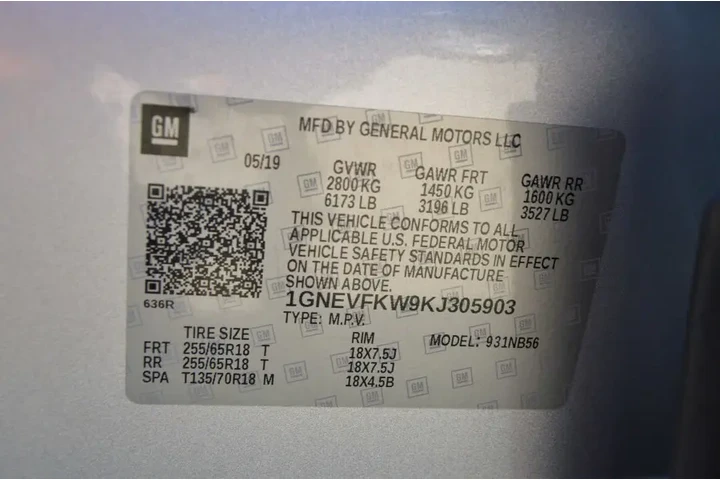 GM
MFD BY GENERAL MOTORS LLC
05/19
GVWR GAWR FRT GAWR RR
2800 KG 1450 KG 1600 KG
6173 LB 3196 LB 3527 LB
THIS VEHICLE CONFORMS TO ALL
APPLICABLE U.S. FEDERAL MOTOR
VEHICLE SAFETY STANDARDS IN EFFECT
ON THE DATE OF MANUFACTURE
SHOWN ABOVE.
636R
1GNEVFKW9KJ305903
TYPE: M.P.V.
TIRE SIZE RIM MODEL: 931NB56
FRT 255/65R18 T 18X7.5J
RR 255/65R18 T 18X7.5J
SPA T135/70R18 M 18X4.5B